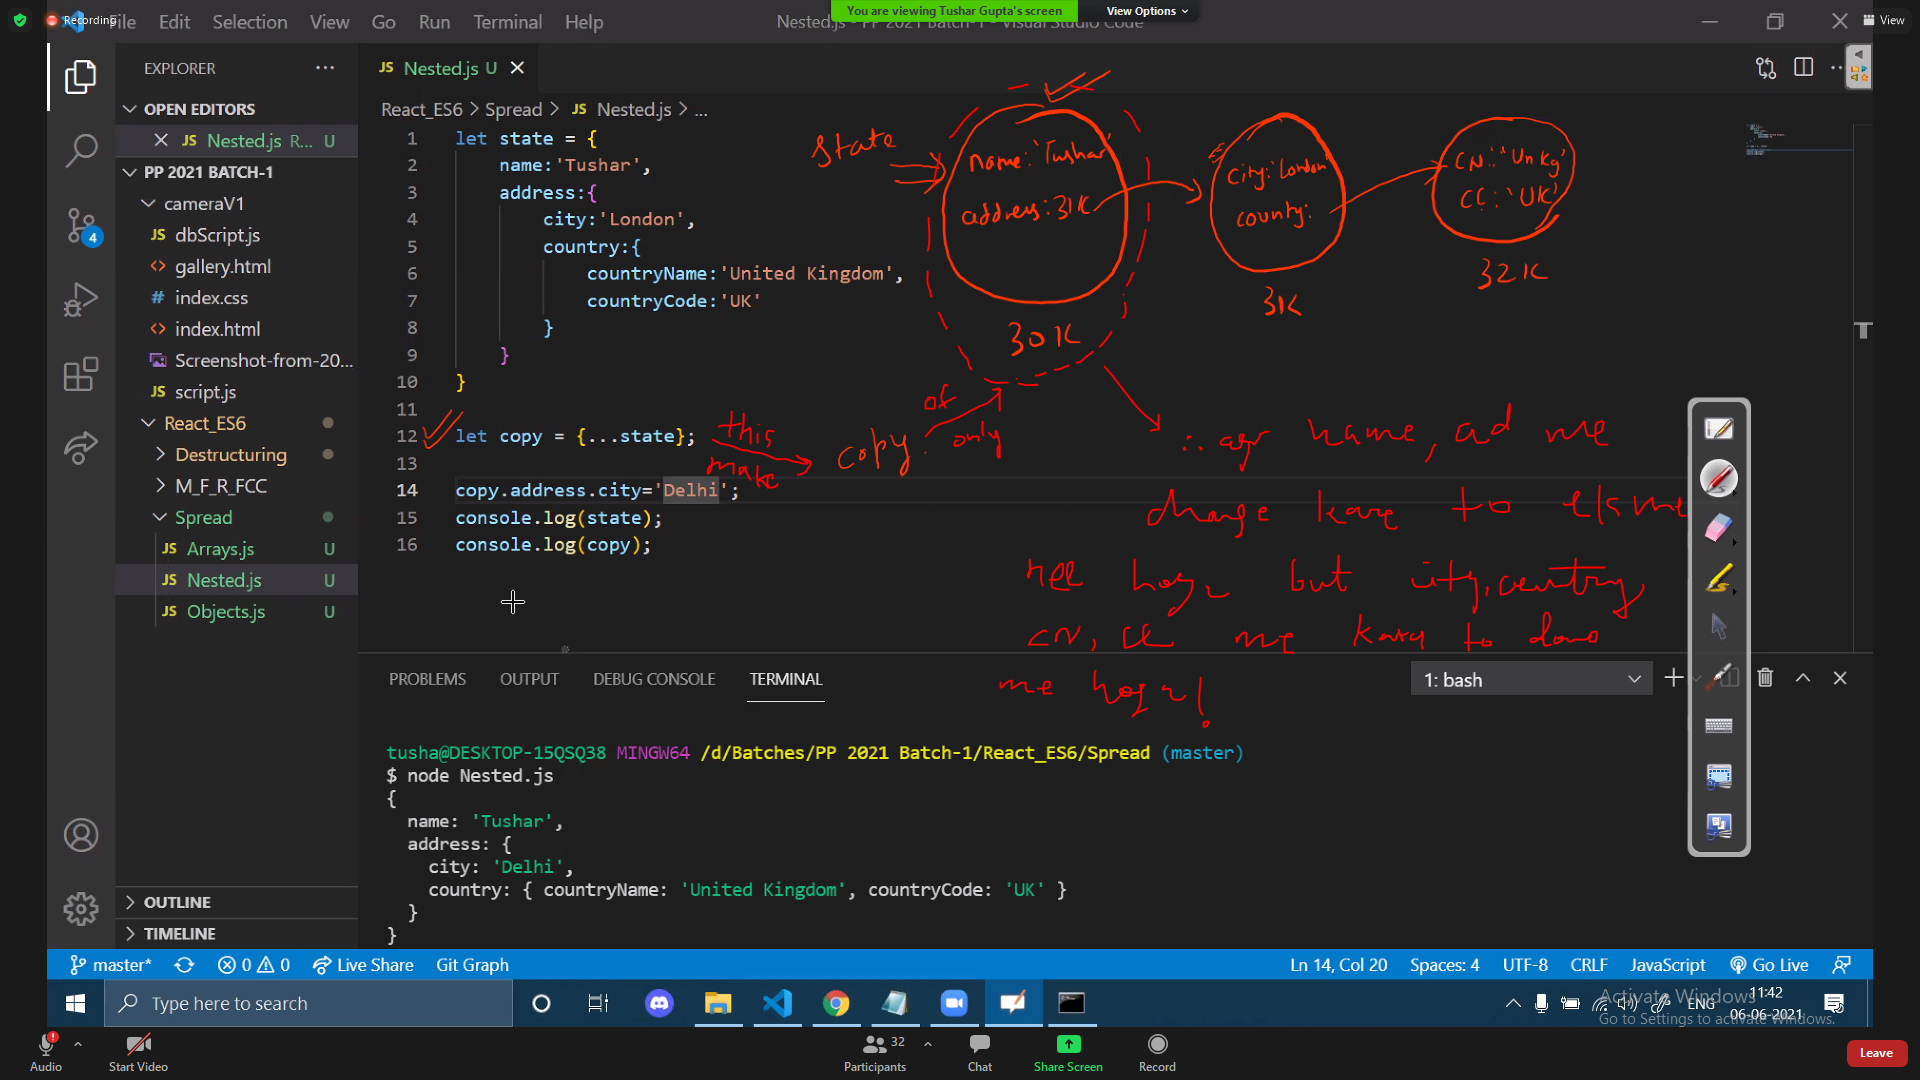 Recording
File Edit Selection View Go Run Terminal Help
Nested.js - PP 2021 Batch-1 - Visual Studio Code
You are viewing Tushar Gupta's screen
View Options
View
EXPLORER
OPEN EDITORS
JS Nested.js R... U
PP 2021 BATCH-1
cameraV1
JS dbScript.js
<> gallery.html
# index.css
<> index.html
Screenshot-from-20...
JS script.js
React_ES6
Destructuring
M_F_R_FCC
Spread
JS Arrays.js U
JS Nested.js U
JS Objects.js U
OUTLINE
TIMELINE
4
JS Nested.js U
React_ES6 > Spread > JS Nested.js > ...
1 let state = {
2 name:'Tushar',
3 address:{
4 city:'London',
5 country:{
6 countryName:'United Kingdom',
7 countryCode:'UK'
8 }
9 }
10 }
11
12 let copy = {...state};
13
14 copy.address.city='Delhi';
15 console.log(state);
16 console.log(copy);
State
name:'Tushar'
address:31K
30K
city:'London'
county:
31K
CN:'Unkg'
CC:'UK'
32K
this
make
copy
of
only
∴ agr name, ad me
change kare to else me
nhi hoga but city, country,
CN, CC me kara to dono
me hoga!
PROBLEMS OUTPUT DEBUG CONSOLE TERMINAL
1: bash
tusha@DESKTOP-15QSQ38 MINGW64 /d/Batches/PP 2021 Batch-1/React_ES6/Spread (master)
$ node Nested.js
{
name: 'Tushar',
address: {
city: 'Delhi',
country: { countryName: 'United Kingdom', countryCode: 'UK' }
}
}
master* 0 0 Live Share Git Graph
Ln 14, Col 20 Spaces: 4 UTF-8 CRLF JavaScript Go Live
Type here to search
ENG
11:42
06-06-2021
Activate Windows
Go to Settings to activate Windows.
Audio
Start Video
32
Participants
Chat
Share Screen
Record
Leave